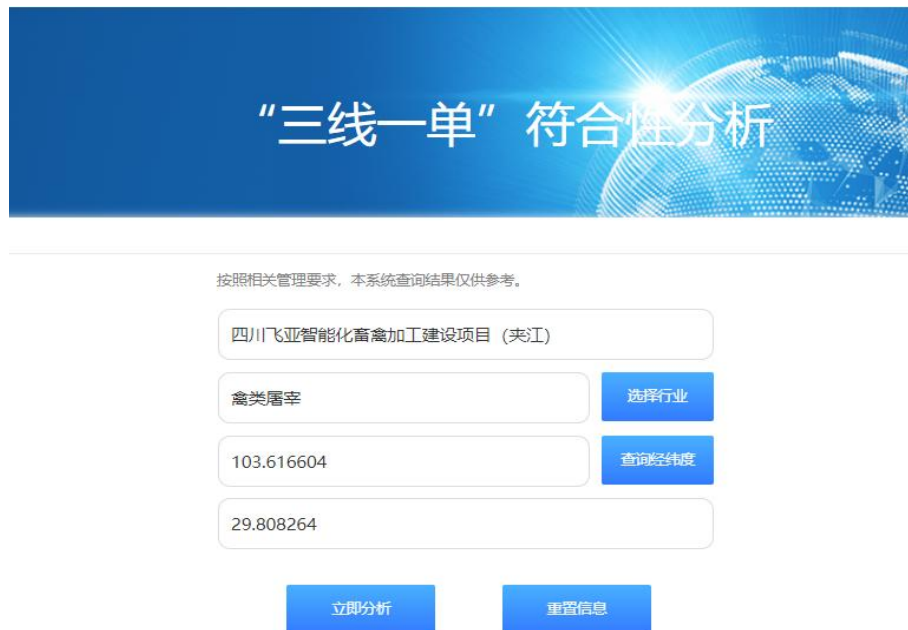 “三线一单”符合性分析
按照相关管理要求，本系统查询结果仅供参考。
四川飞亚智能化畜禽加工建设项目（夹江）
禽类屠宰
选择行业
103.616604
查询经纬度
29.808264
立即分析
重置信息